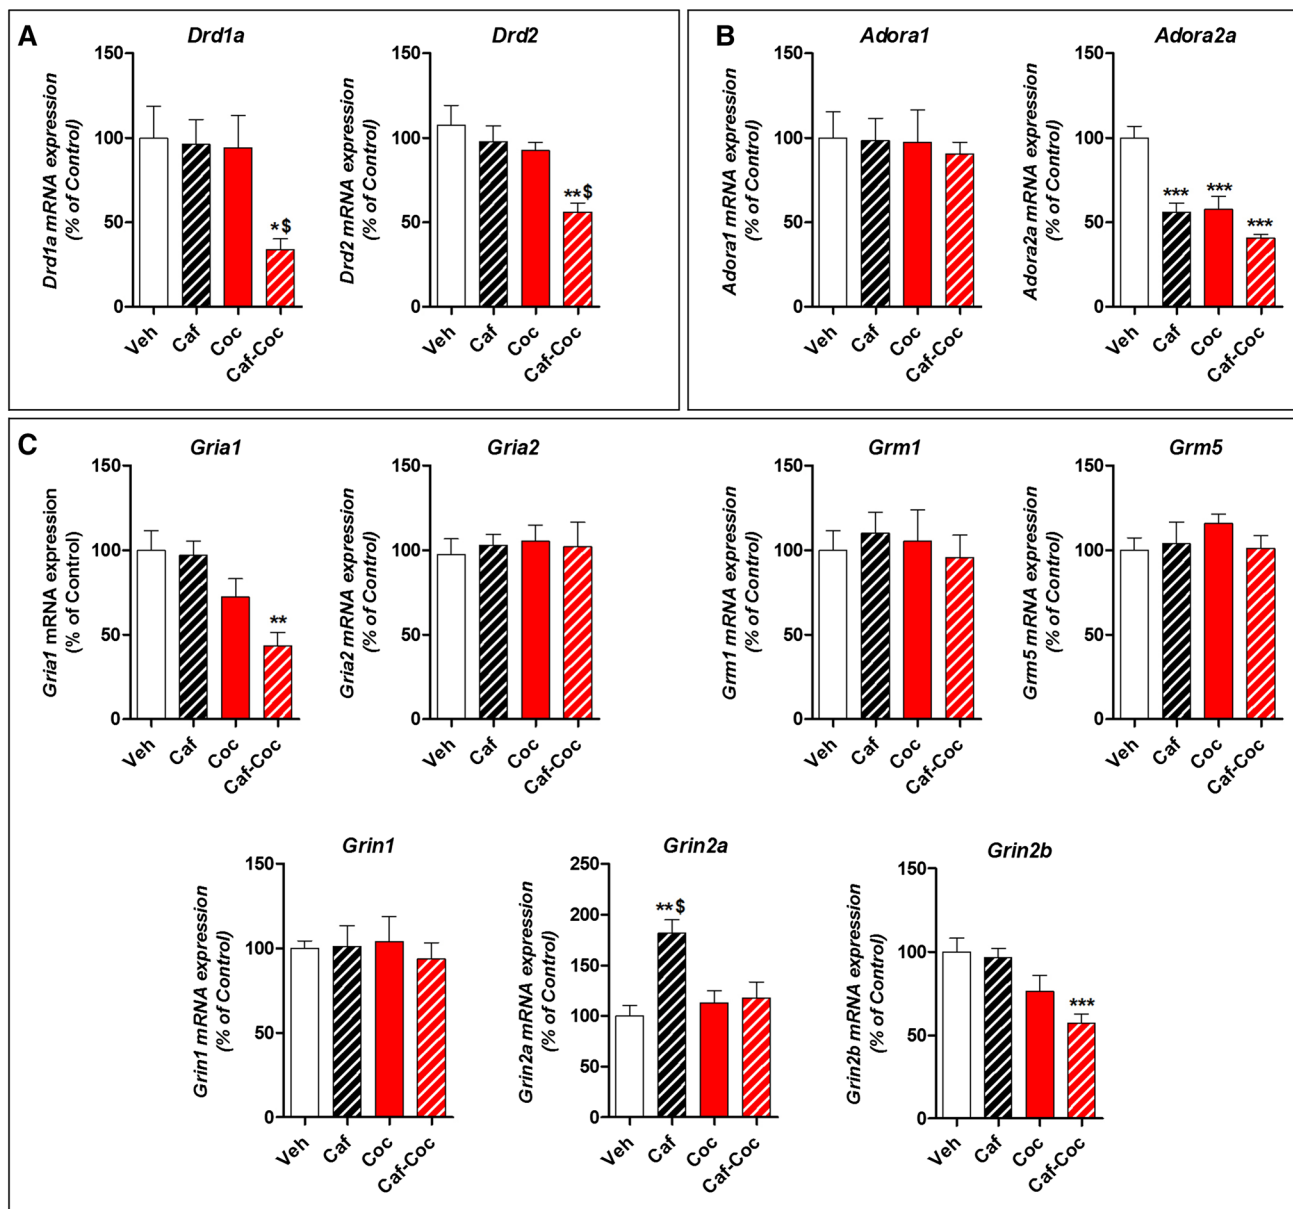 A
Drd1a
Drd1a mRNA expression
(% of Control)
150
100
50
0
*$
Veh
Caf
Coc
Caf-Coc
Drd2
Drd2 mRNA expression
(% of Control)
150
100
50
0
**$
Veh
Caf
Coc
Caf-Coc
B
Adora1
Adora1 mRNA expression
(% of Control)
150
100
50
0
Veh
Caf
Coc
Caf-Coc
Adora2a
Adora2a mRNA expression
(% of Control)
150
100
50
0
***
***
***
Veh
Caf
Coc
Caf-Coc
C
Gria1
Gria1 mRNA expression
(% of Control)
150
100
50
0
**
Veh
Caf
Coc
Caf-Coc
Gria2
Gria2 mRNA expression
(% of Control)
150
100
50
0
Veh
Caf
Coc
Caf-Coc
Grm1
Grm1 mRNA expression
(% of Control)
150
100
50
0
Veh
Caf
Coc
Caf-Coc
Grm5
Grm5 mRNA expression
(% of Control)
150
100
50
0
Veh
Caf
Coc
Caf-Coc
Grin1
Grin1 mRNA expression
(% of Control)
150
100
50
0
Veh
Caf
Coc
Caf-Coc
Grin2a
Grin2a mRNA expression
(% of Control)
250
200
150
100
50
0
**$
Veh
Caf
Coc
Caf-Coc
Grin2b
Grin2b mRNA expression
(% of Control)
150
100
50
0
***
Veh
Caf
Coc
Caf-Coc